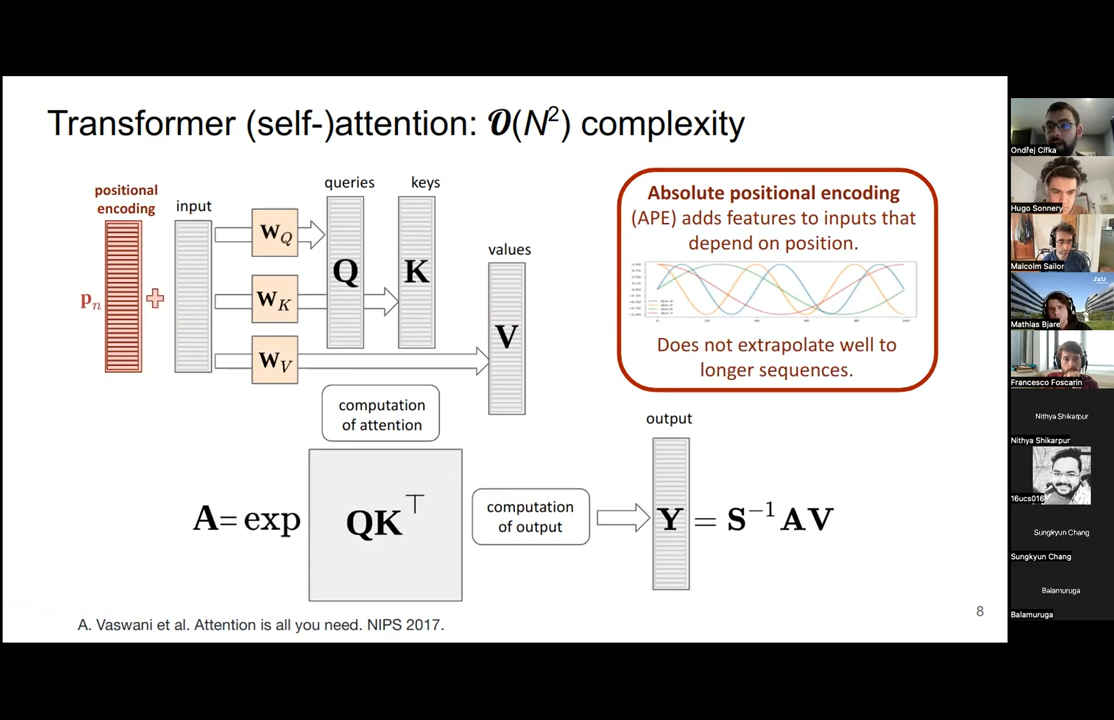 Transformer (self-)attention: 𝒪(N²) complexity
positional
encoding
input
queries
keys
values
pₙ
+
W_Q
W_K
W_V
Q
K
V
computation
of attention
A = exp
QK^⊤
computation
of output
output
Y = S⁻¹AV
Absolute positional encoding
(APE) adds features to inputs that
depend on position.
Does not extrapolate well to
longer sequences.
A. Vaswani et al. Attention is all you need. NIPS 2017.
8
Ondřej Cífka
Hugo Sonnery
Malcolm Sailor
JKU
Mathias Bjare
Francesco Foscarin
Nithya Shikarpur
Nithya Shikarpur
16ucs016
Sungkyun Chang
Sungkyun Chang
Balamuruga
Balamuruga